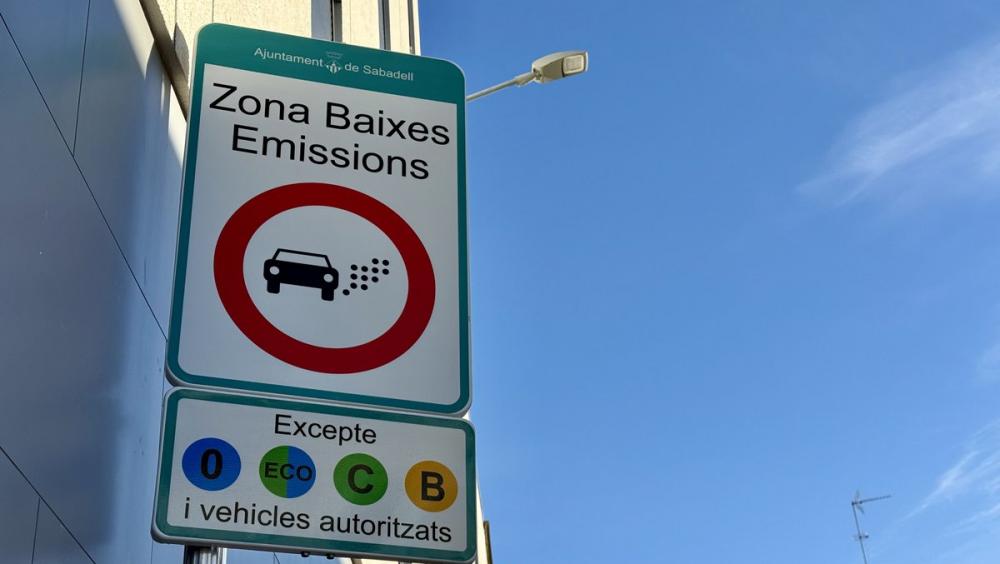 Ajuntament de Sabadell
Zona Baixes
Emissions
Excepte
0 ECO C B
i vehicles autoritzats